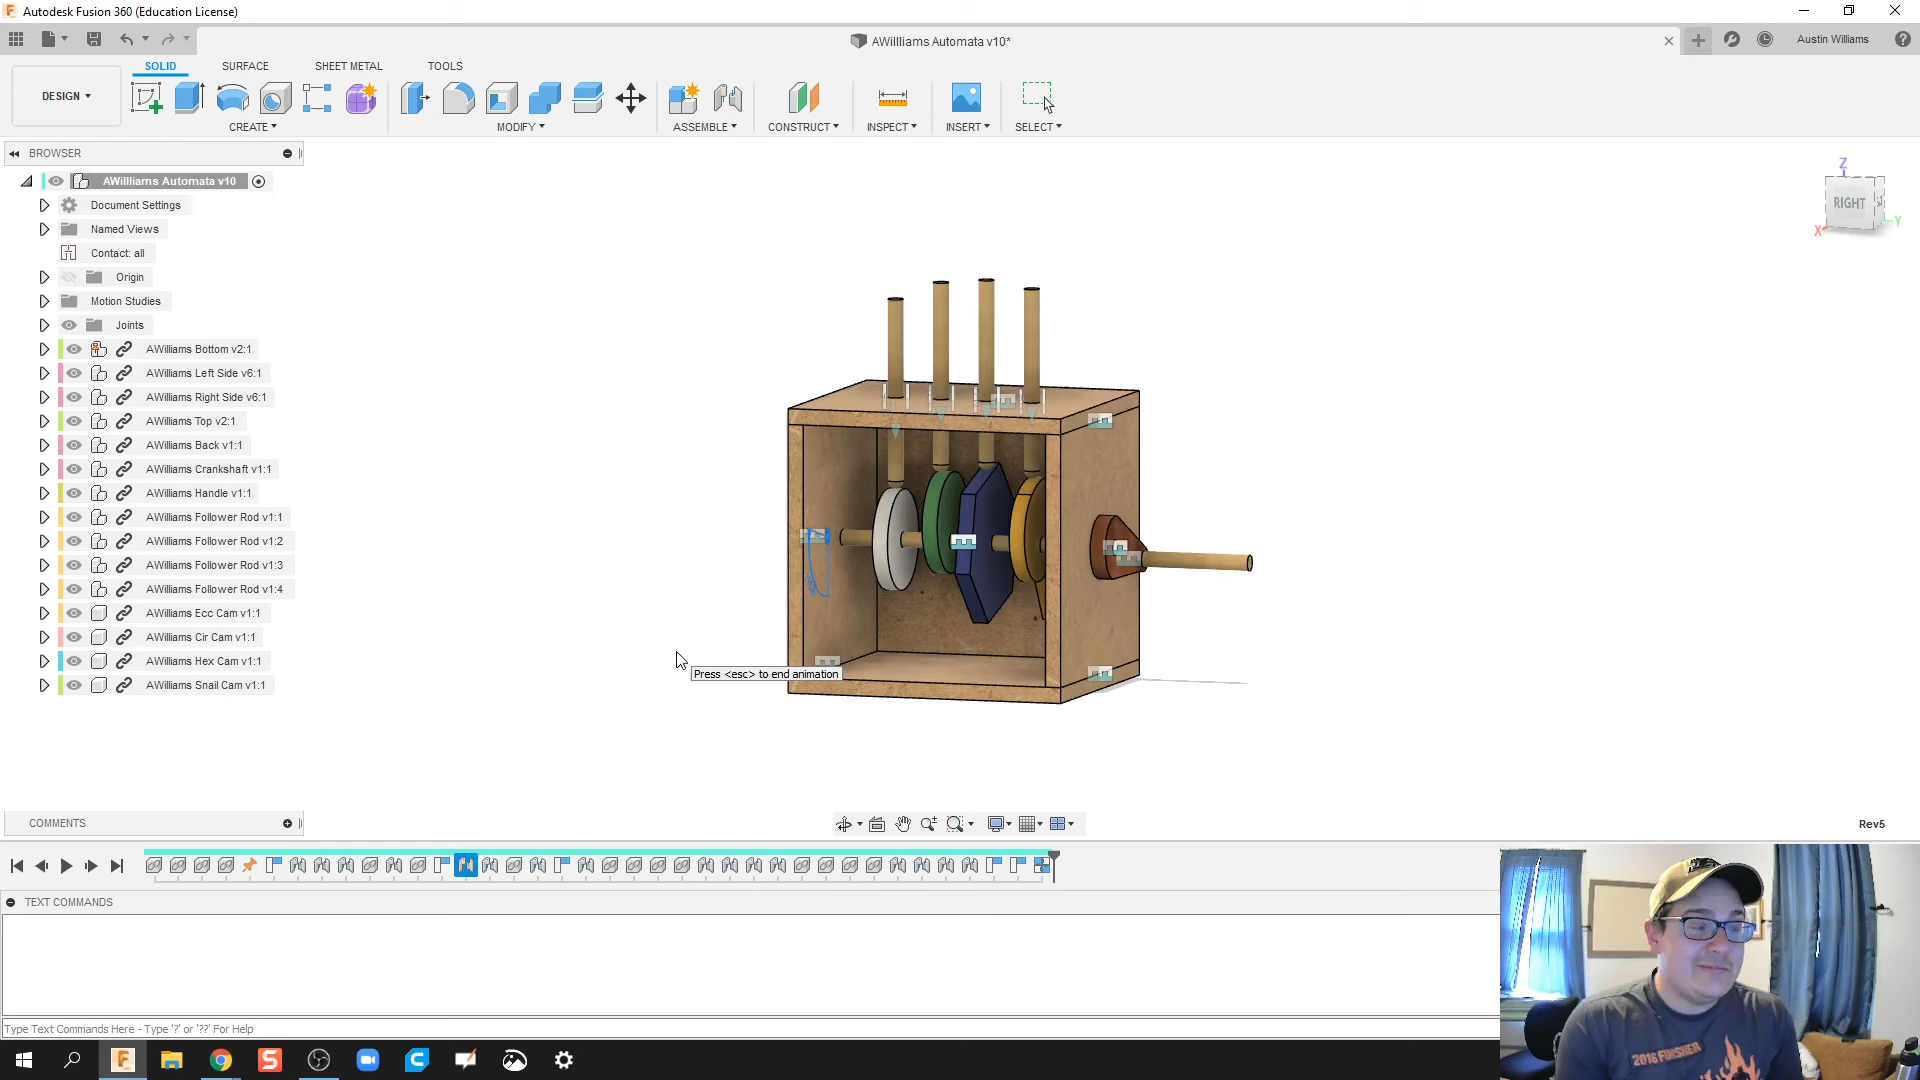 Autodesk Fusion 360 (Education License)
AWillliams Automata v10*
Austin Williams
SOLID SURFACE SHEET METAL TOOLS
DESIGN
CREATE MODIFY ASSEMBLE CONSTRUCT INSPECT INSERT SELECT
BROWSER
AWillliams Automata v10
Document Settings
Named Views
Contact: all
Origin
Motion Studies
Joints
AWilliams Bottom v2:1
AWilliams Left Side v6:1
AWilliams Right Side v6:1
AWilliams Top v2:1
AWilliams Back v1:1
AWilliams Crankshaft v1:1
AWilliams Handle v1:1
AWilliams Follower Rod v1:1
AWilliams Follower Rod v1:2
AWilliams Follower Rod v1:3
AWilliams Follower Rod v1:4
AWilliams Ecc Cam v1:1
AWilliams Cir Cam v1:1
AWilliams Hex Cam v1:1
AWilliams Snail Cam v1:1
Z
RIGHT
X
Y
Press <esc> to end animation
COMMENTS
Rev5
TEXT COMMANDS
Type Text Commands Here - Type '?' or '??' For Help
2016 FINISHER